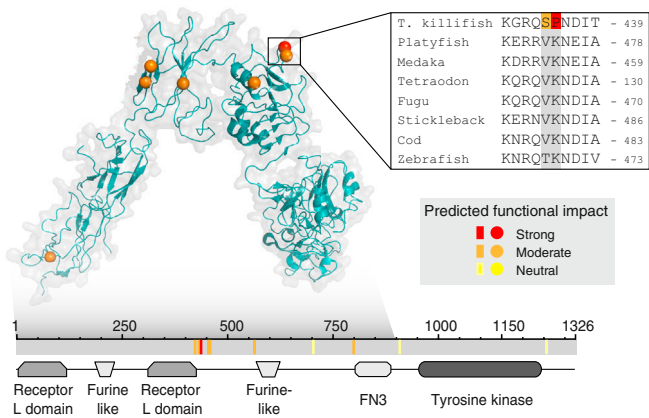 T. killifish KGRQSPNDIT - 439
Platyfish KERRVKNEIA - 478
Medaka KDRRVKNEIA - 459
Tetraodon KQRQVKNDIA - 130
Fugu KQRQVKNDIA - 470
Stickleback KERNVKNDIA - 486
Cod KNRQVKNDIA - 483
Zebrafish KNRQTKNDIV - 473
Predicted functional impact
Strong
Moderate
Neutral
1 250 500 750 1000 1150 1326
Receptor L domain
Furine like
Receptor L domain
Furine-like
FN3
Tyrosine kinase